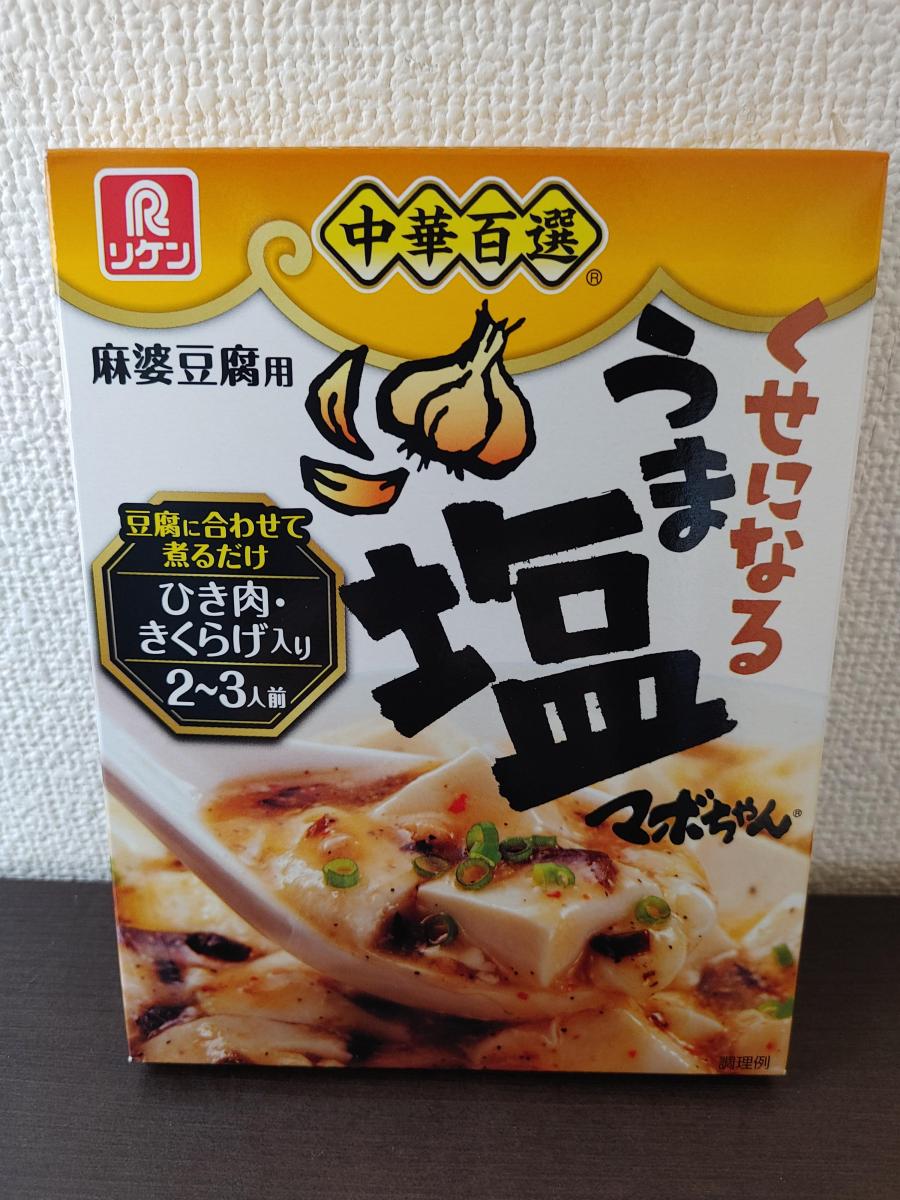 R
リケン
中華百選
®
麻婆豆腐用
くせになる
うま
塩
マボちゃん®
豆腐に合わせて
煮るだけ
ひき肉・
きくらげ入り
2~3人前
調理例